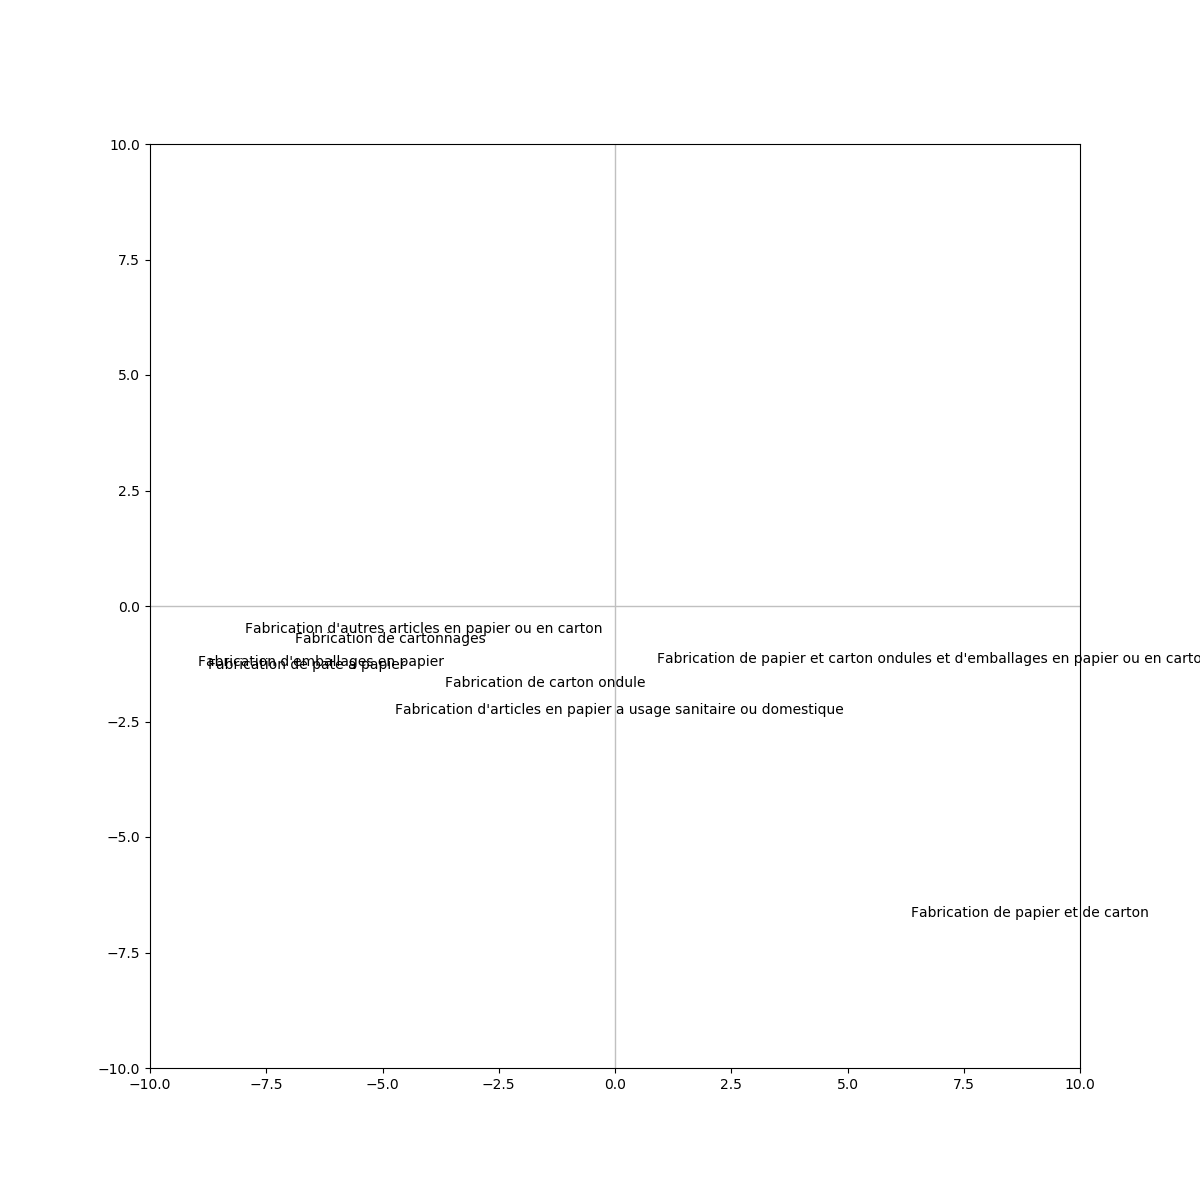 10.0
7.5
5.0
2.5
0.0
Fabrication d'autres articles en papier ou en carton
Fabrication de cartonnages
Fabrication de papier et carton ondules et d'emballages en papier ou en carto
Fabrication d'emballages en papier
Fabrication de pate a papier
Fabrication de carton ondule
Fabrication d'articles en papier a usage sanitaire ou domestique
−2.5
−5.0
Fabrication de papier et de carton
−7.5
−10.0
−10.0 −7.5 −5.0 −2.5 0.0 2.5 5.0 7.5 10.0